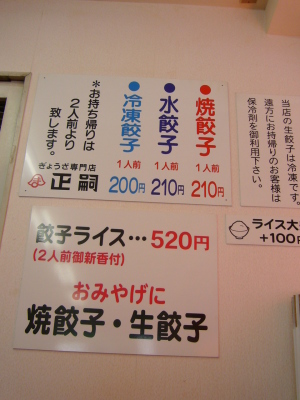 ●焼餃子
1人前
210円
●水餃子
1人前
210円
●冷凍餃子
1人前
200円
*お持ち帰りは
2人前より
致します。
ぎょうざ専門店
正嗣
餃子ライス…520円
(2人前御新香付)
おみやげに
焼餃子・生餃子
当店の生餃子は冷凍です。
遠方にお持帰りのお客様は
保冷剤を御利用下さい。
ライス大
+100